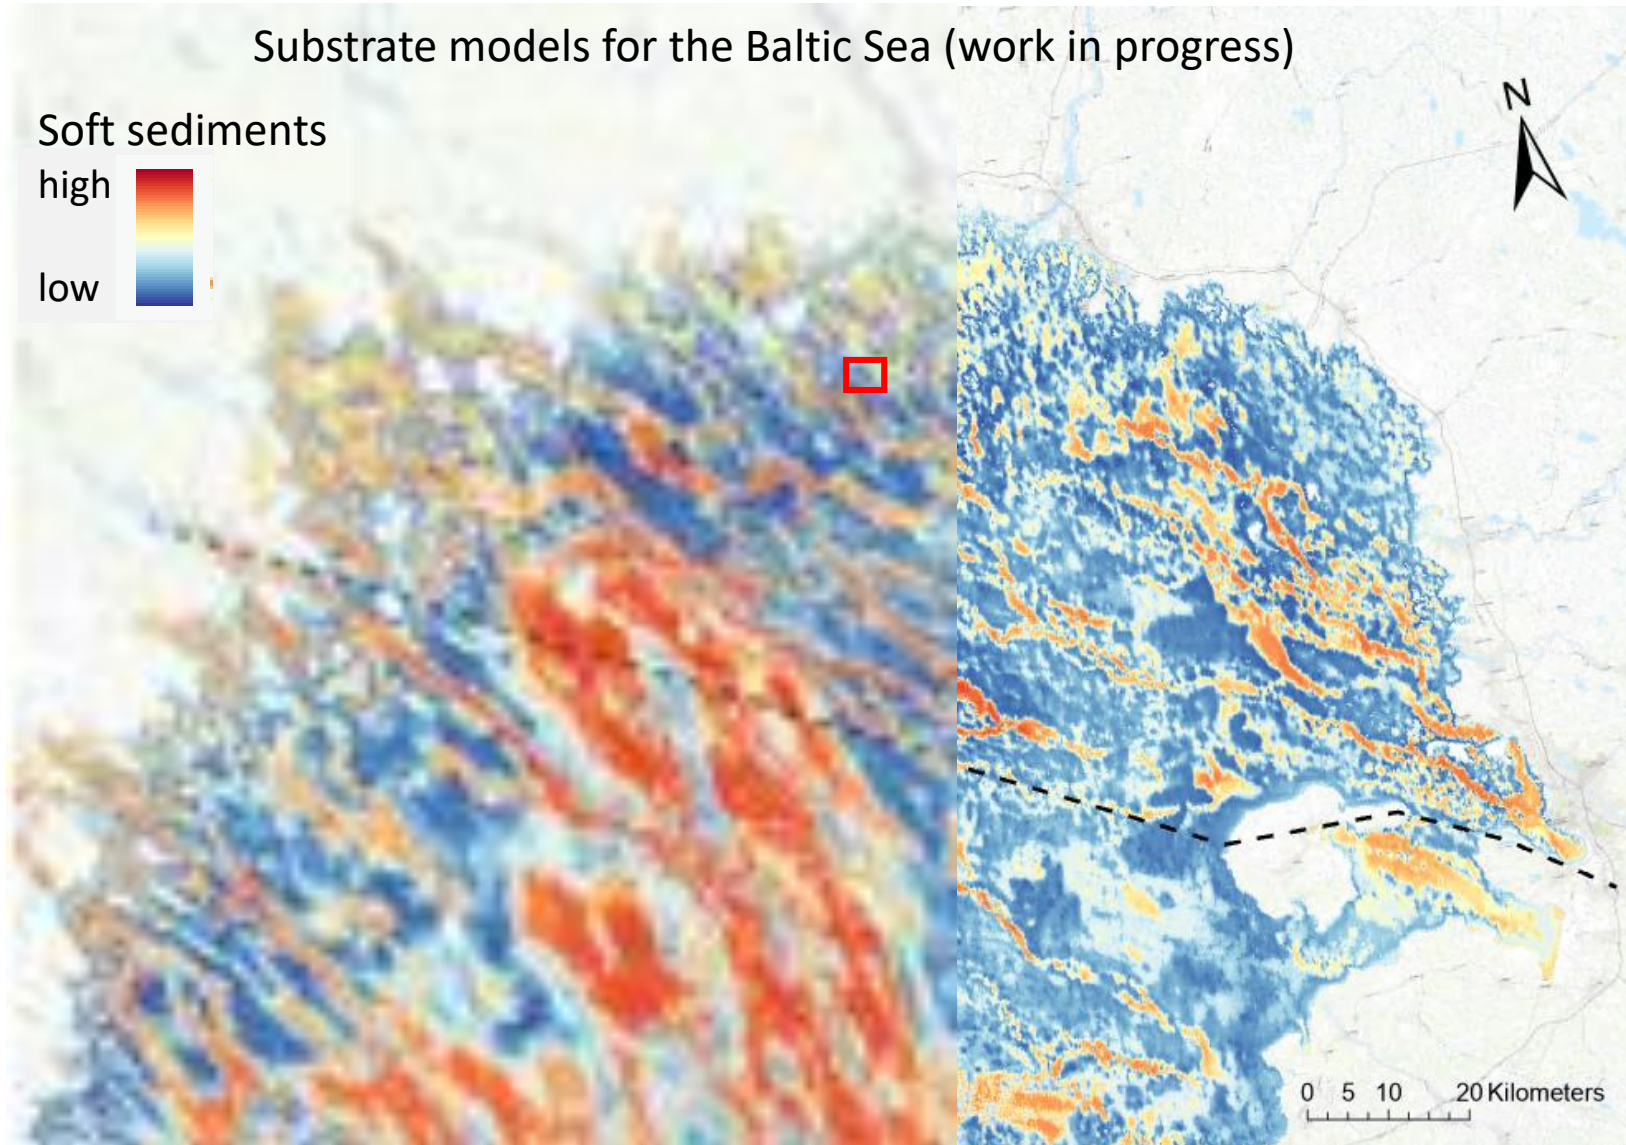 Substrate models for the Baltic Sea (work in progress)
N
Soft sediments
high
low
0 5 10 20 Kilometers